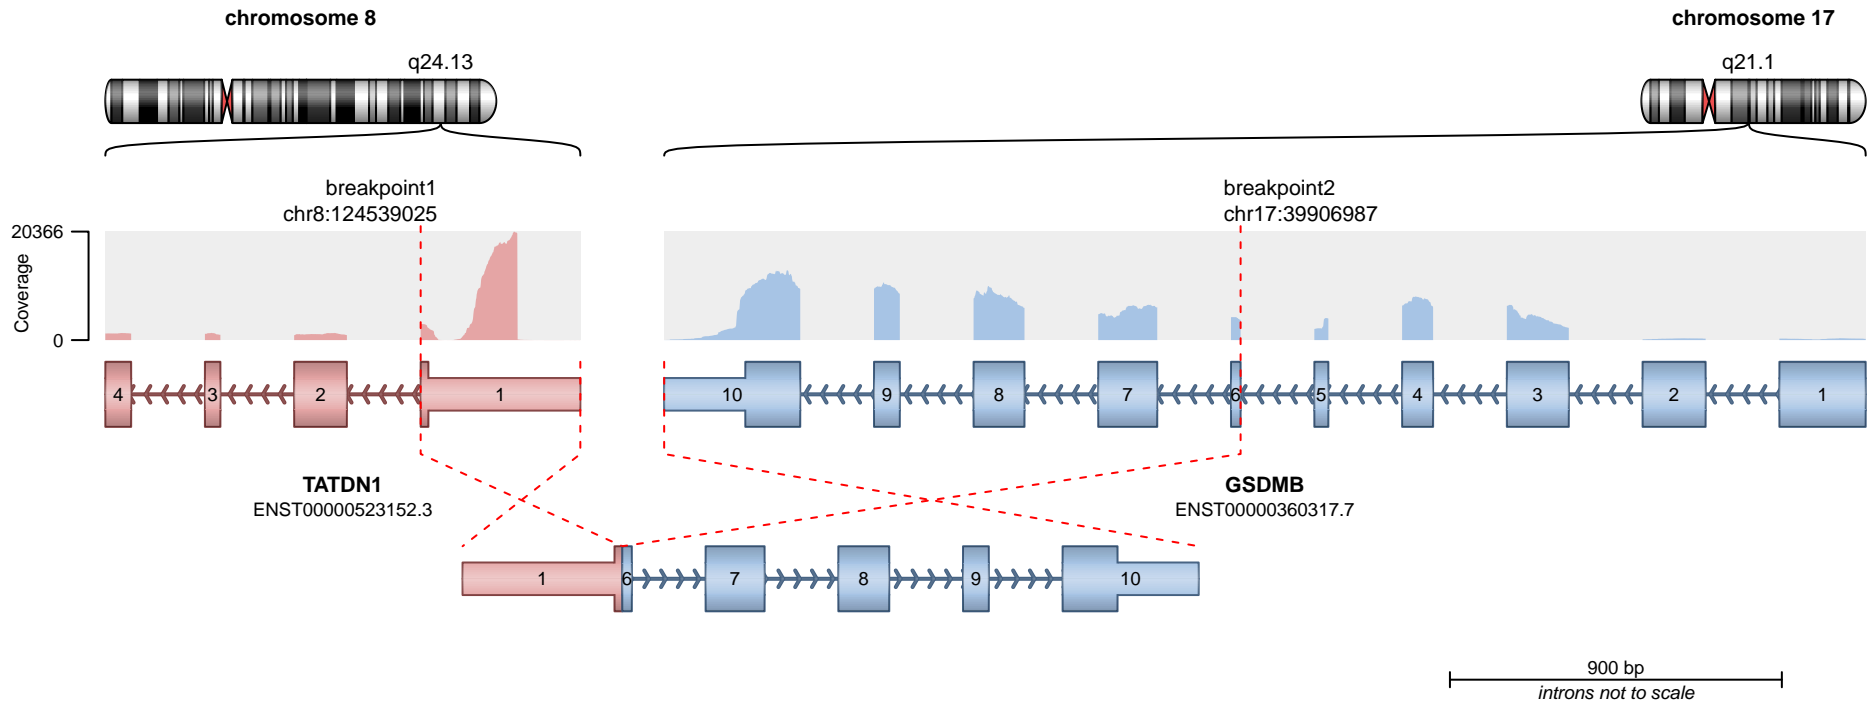 chromosome 8
chromosome 17
q24.13
q21.1
breakpoint1
chr8:124539025
breakpoint2
chr17:39906987
20366
0
Coverage
4 3 2 1
10 9 8 7 6 5 4 3 2 1
TATDN1
ENST00000523152.3
GSDMB
ENST00000360317.7
1 6 7 8 9 10
900 bp
introns not to scale